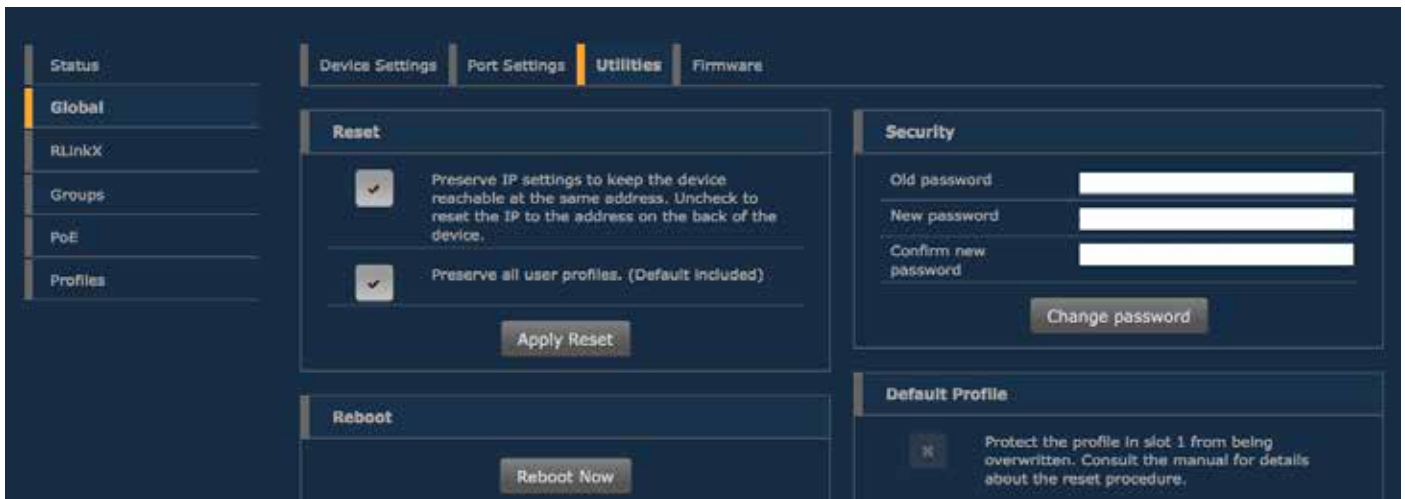 Status
Global
RLinkX
Groups
PoE
Profiles
Device Settings
Port Settings
Utilities
Firmware
Reset
Preserve IP settings to keep the device
reachable at the same address. Uncheck to
reset the IP to the address on the back of the
device.
Preserve all user profiles. (Default included)
Apply Reset
Reboot
Reboot Now
Security
Old password
New password
Confirm new
password
Change password
Default Profile
Protect the profile in slot 1 from being
overwritten. Consult the manual for details
about the reset procedure.